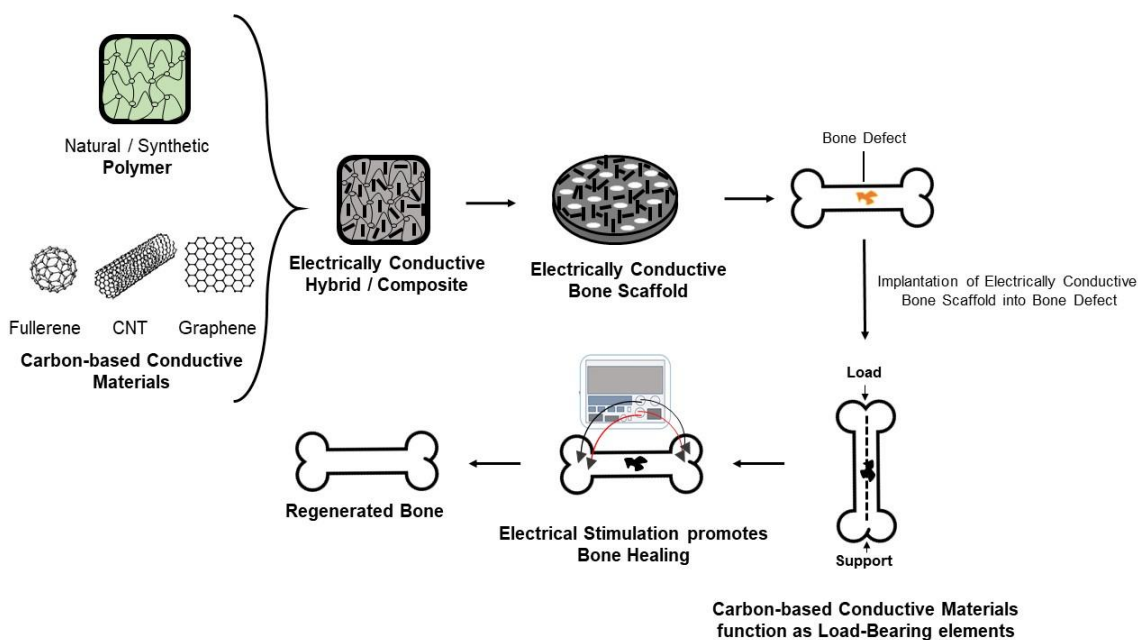 Natural / Synthetic
Polymer
Fullerene CNT Graphene
Carbon-based Conductive
Materials
Electrically Conductive
Hybrid / Composite
Electrically Conductive
Bone Scaffold
Bone Defect
Implantation of Electrically Conductive
Bone Scaffold into Bone Defect
Load
Support
Carbon-based Conductive Materials
function as Load-Bearing elements
Electrical Stimulation promotes
Bone Healing
Regenerated Bone